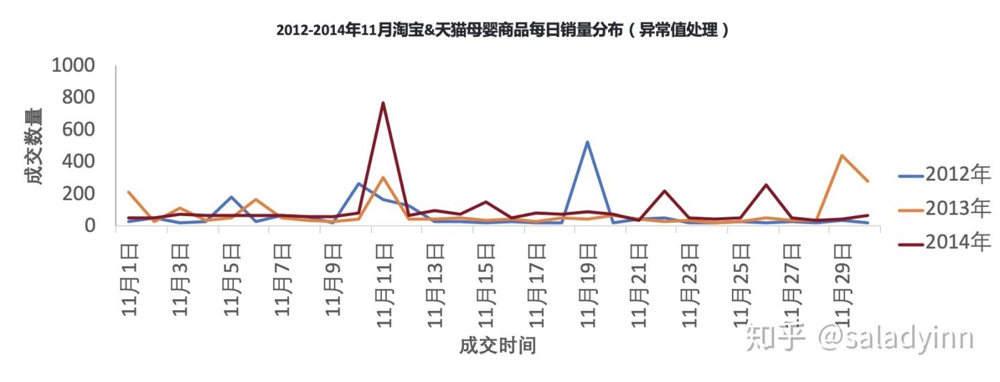 2012-2014年11月淘宝&天猫母婴商品每日销量分布（异常值处理）
成交数量
1000
800
600
400
200
0
11月1日
11月3日
11月5日
11月7日
11月9日
11月11日
11月13日
11月15日
11月17日
11月19日
11月21日
11月23日
11月25日
11月27日
11月29日
成交时间
2012年
2013年
2014年
知乎 @saladyinn